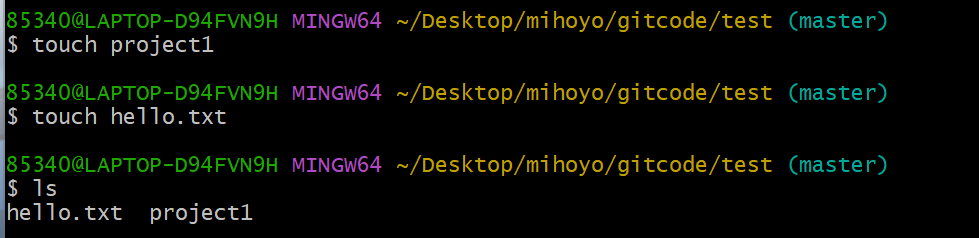 85340@LAPTOP-D94FVN9H MINGW64 ~/Desktop/mihoyo/gitcode/test (master)
$ touch project1
85340@LAPTOP-D94FVN9H MINGW64 ~/Desktop/mihoyo/gitcode/test (master)
$ touch hello.txt
85340@LAPTOP-D94FVN9H MINGW64 ~/Desktop/mihoyo/gitcode/test (master)
$ ls
hello.txt  project1